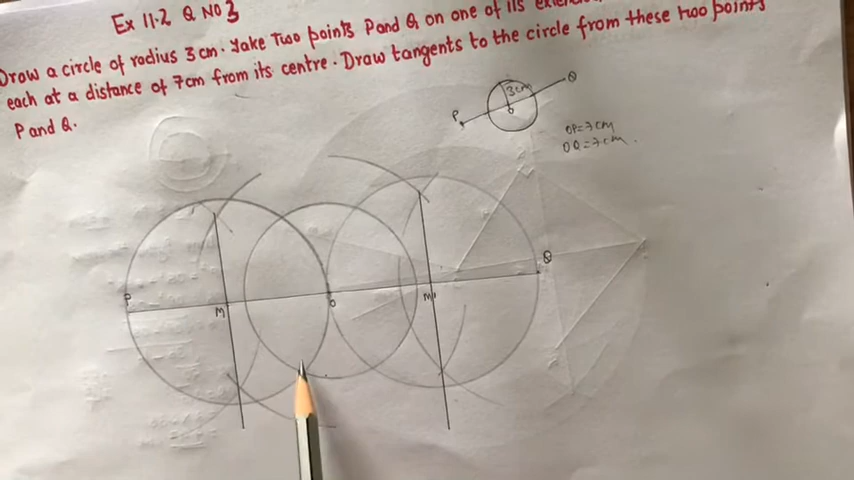 Ex 11.2 Q NO 3
Draw a circle of radius 3 cm. Take Two points P and Q on one of its
each at a distance of 7cm from its centre. Draw tangents to the circle from these two points
P and Q.
3cm
P
Q
O
OP=7cm
OQ=7cm.
P
M
O
M'
Q